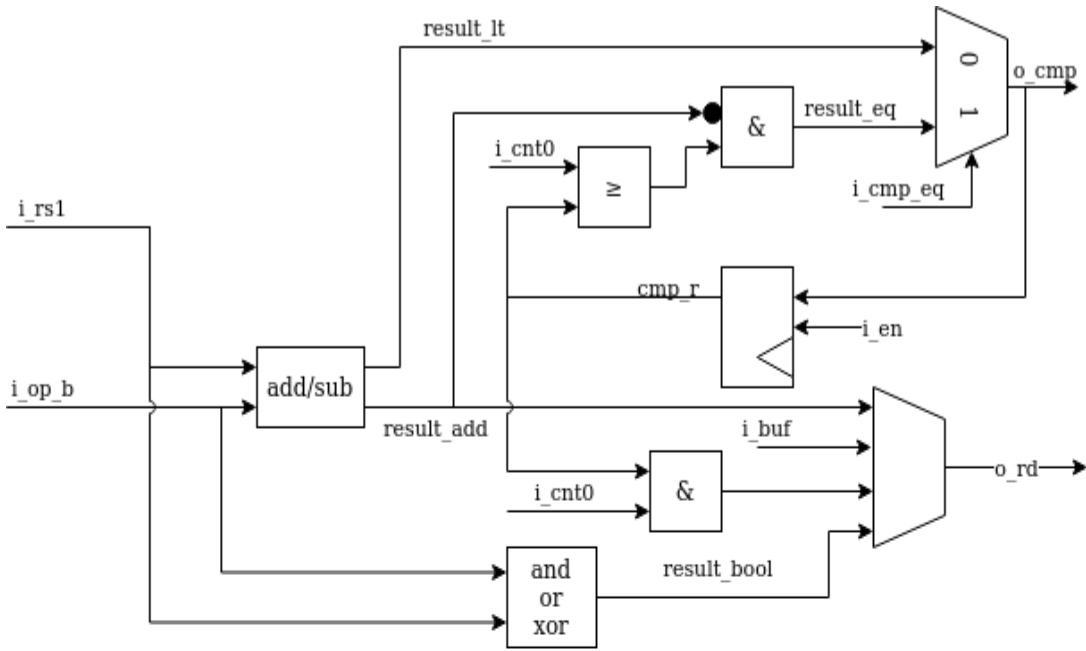 result_lt
0
1
o_cmp
&
result_eq
i_cnt0
≥
i_cmp_eq
i_rs1
cmp_r
i_en
add/sub
i_op_b
result_add
i_buf
&
i_cnt0
o_rd
and
or
xor
result_bool